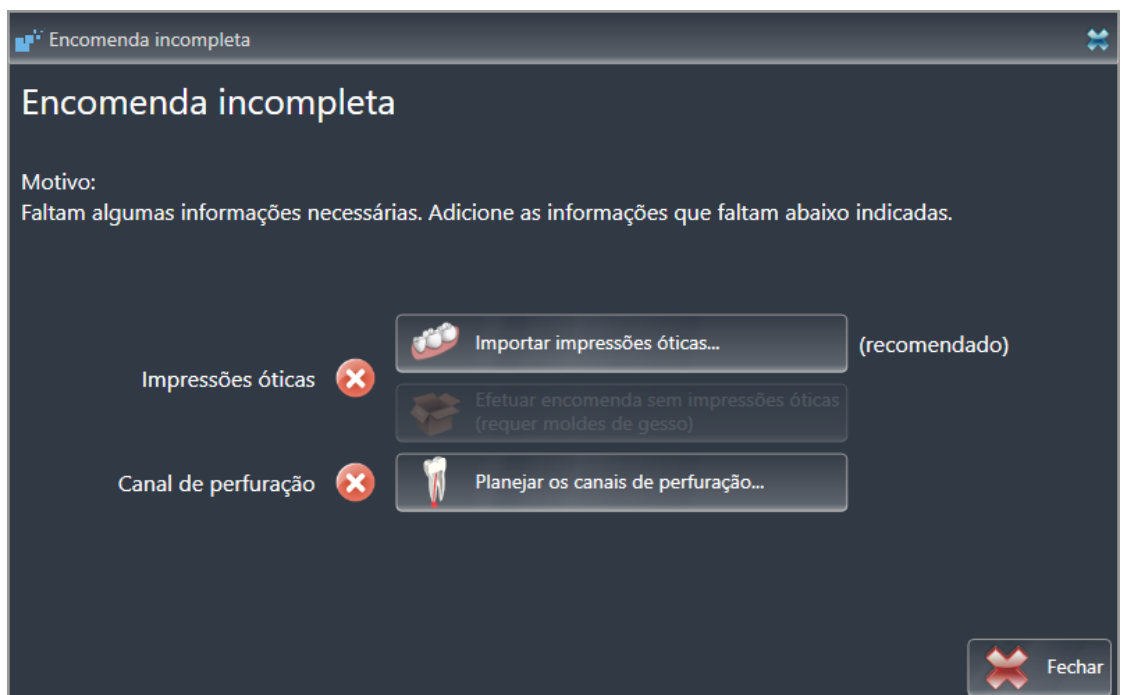 Encomenda incompleta
Encomenda incompleta
Motivo:
Faltam algumas informações necessárias. Adicione as informações que faltam abaixo indicadas.
Impressões óticas
Importar impressões óticas...
(recomendado)
Efetuar encomenda sem impressões óticas
(requer moldes de gesso)
Canal de perfuração
Planejar os canais de perfuração...
Fechar